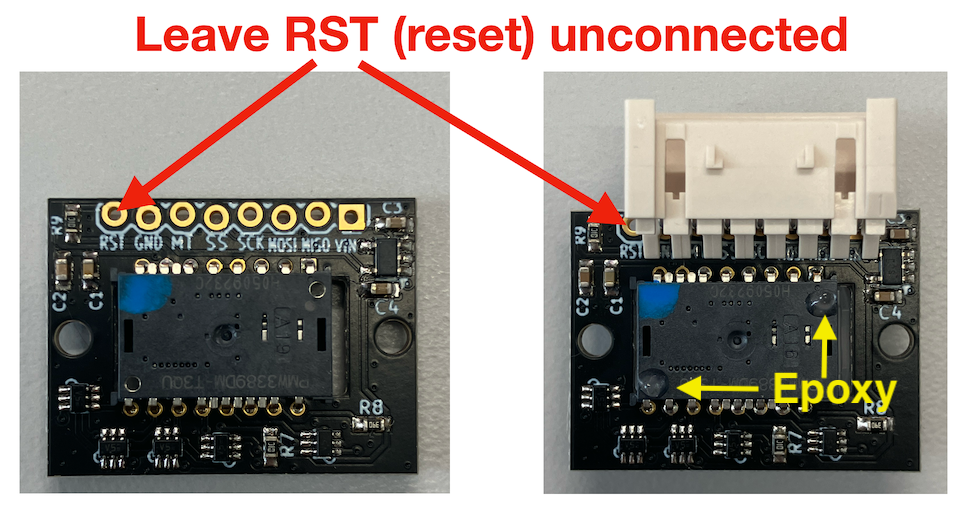 Leave RST (reset) unconnected
R9
C3
RST GND MT SS SCK MOSI MISO VIN
C2 C1
C4
PMW3389DM-T3QU
R8
R7
R9
RST
C2 C1
C4
Epoxy
R8
R7